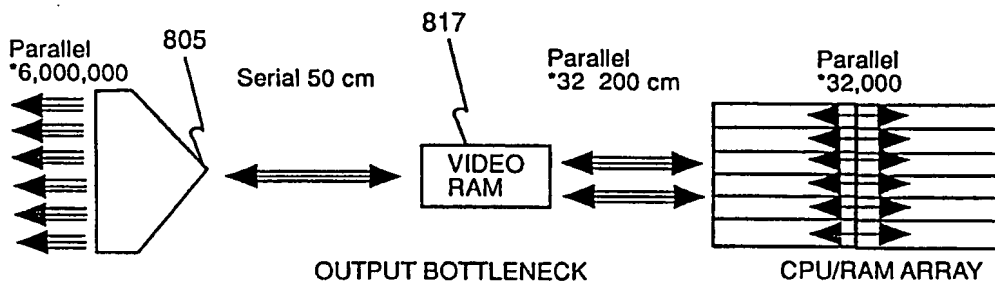 Parallel
*6,000,000
805
Serial 50 cm
817
VIDEO
RAM
Parallel
*32 200 cm
Parallel
*32,000
OUTPUT BOTTLENECK
CPU/RAM ARRAY